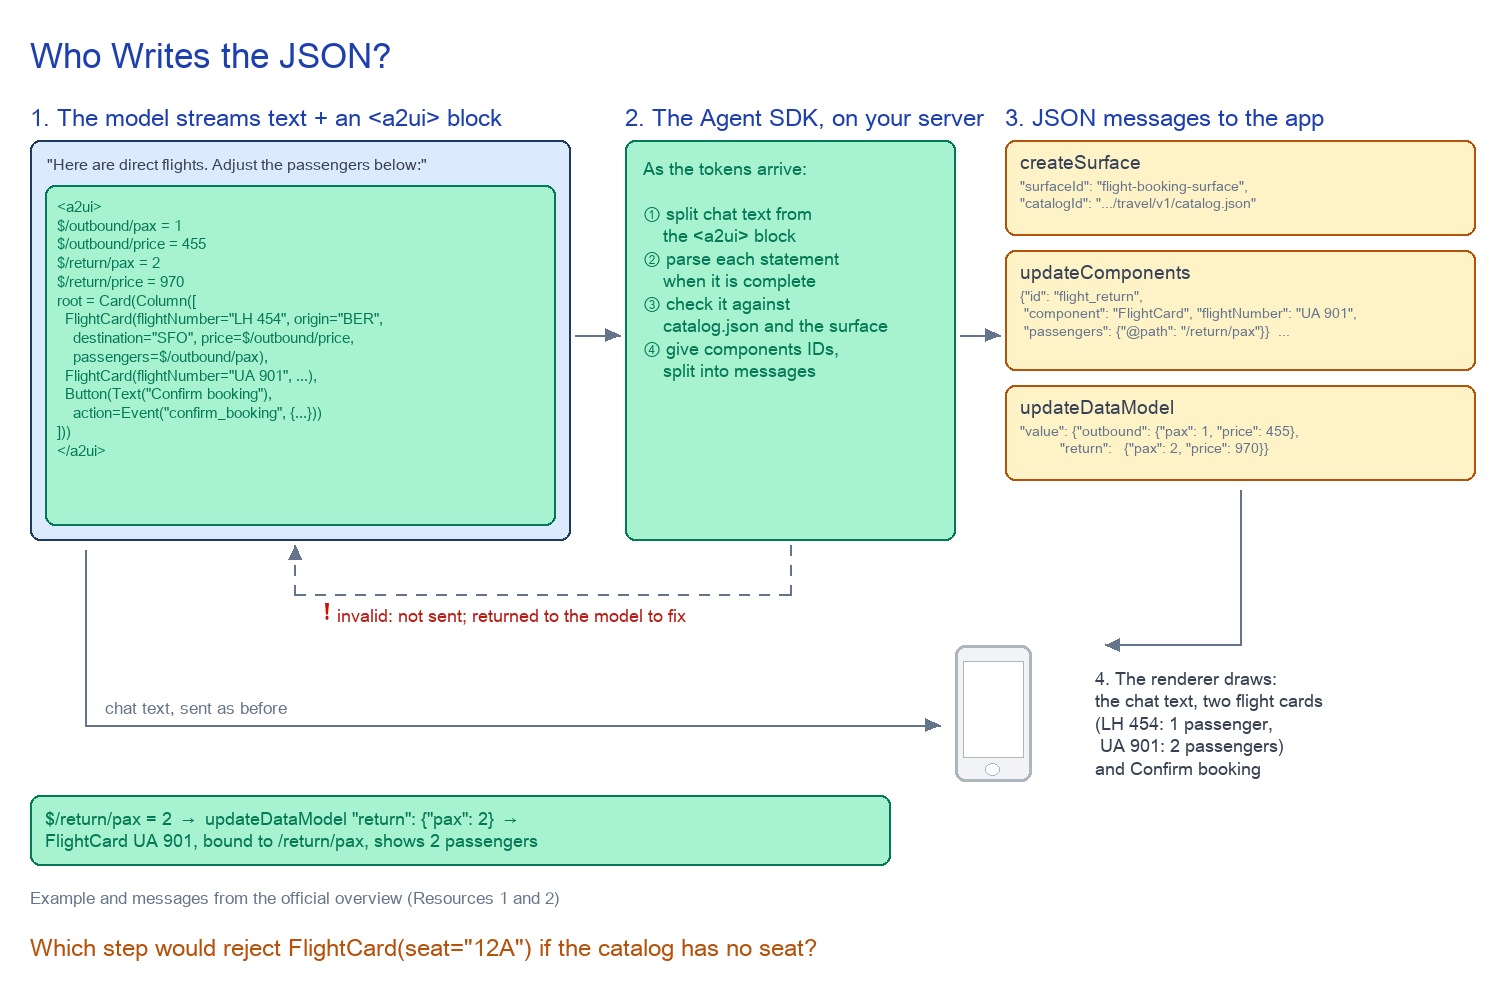 Who Writes the JSON?
1. The model streams text + an <a2ui> block
"Here are direct flights. Adjust the passengers below:"
<a2ui>
$/outbound/pax = 1
$/outbound/price = 455
$/return/pax = 2
$/return/price = 970
root = Card(Column([
FlightCard(flightNumber="LH 454", origin="BER",
destination="SFO", price=$/outbound/price,
passengers=$/outbound/pax),
FlightCard(flightNumber="UA 901", ...),
Button(Text("Confirm booking"),
action=Event("confirm_booking", {...}))
]))
</a2ui>
2. The Agent SDK, on your server
As the tokens arrive:
① split chat text from
the <a2ui> block
② parse each statement
when it is complete
③ check it against
catalog.json and the surface
④ give components IDs,
split into messages
3. JSON messages to the app
createSurface
"surfaceId": "flight-booking-surface",
"catalogId": ".../travel/v1/catalog.json"
updateComponents
{"id": "flight_return",
"component": "FlightCard", "flightNumber": "UA 901",
"passengers": {"@path": "/return/pax"}} ...
updateDataModel
"value": {"outbound": {"pax": 1, "price": 455},
"return": {"pax": 2, "price": 970}}
! invalid: not sent; returned to the model to fix
chat text, sent as before
4. The renderer draws:
the chat text, two flight cards
(LH 454: 1 passenger,
UA 901: 2 passengers)
and Confirm booking
$/return/pax = 2 → updateDataModel "return": {"pax": 2} →
FlightCard UA 901, bound to /return/pax, shows 2 passengers
Example and messages from the official overview (Resources 1 and 2)
Which step would reject FlightCard(seat="12A") if the catalog has no seat?